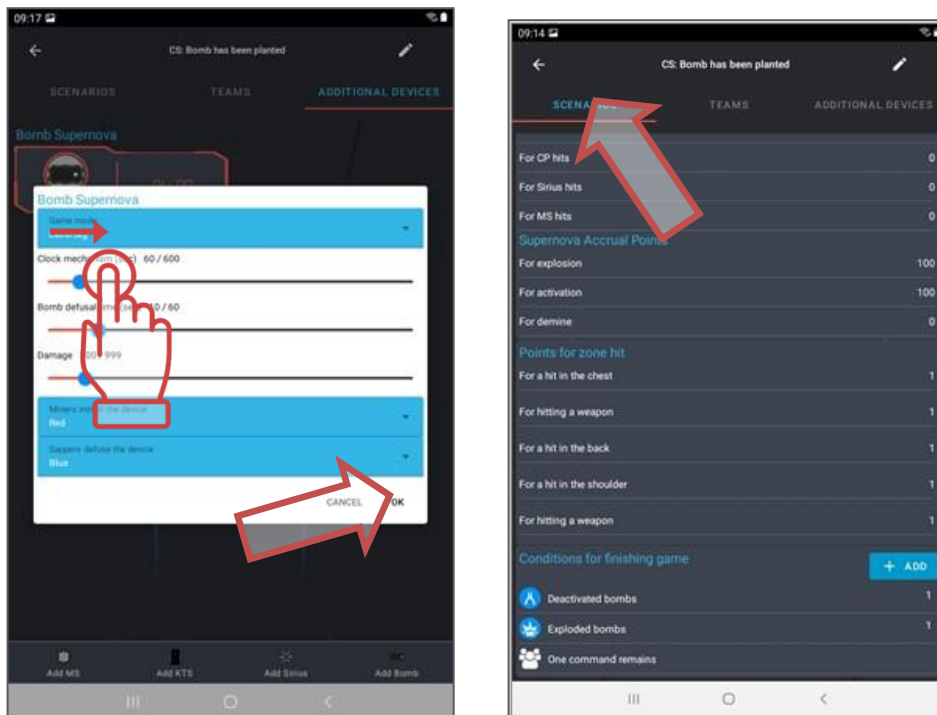 09:17
CS: Bomb has been planted
SCENARIOS TEAMS ADDITIONAL DEVICES
Bomb Supernova
Bomb Supernova
Game mode
Clock (sec) 60 / 600
Bomb defusal 10 / 60
Damage 999
Miners install the device
Red
Sappers defuse the device
Blue
CANCEL OK
Add MS Add KTS Add Sirius Add Bomb
09:14
CS: Bomb has been planted
SCENARIOS TEAMS ADDITIONAL DEVICES
For CP hits 0
For Sirius hits 0
For MS hits 0
Supernova Accrual Points
For explosion 100
For activation 100
For demine 0
Points for zone hit
For a hit in the chest 1
For hitting a weapon 1
For a hit in the back 1
For a hit in the shoulder 1
For hitting a weapon 1
Conditions for finishing game + ADD
Deactivated bombs 1
Exploded bombs 1
One command remains